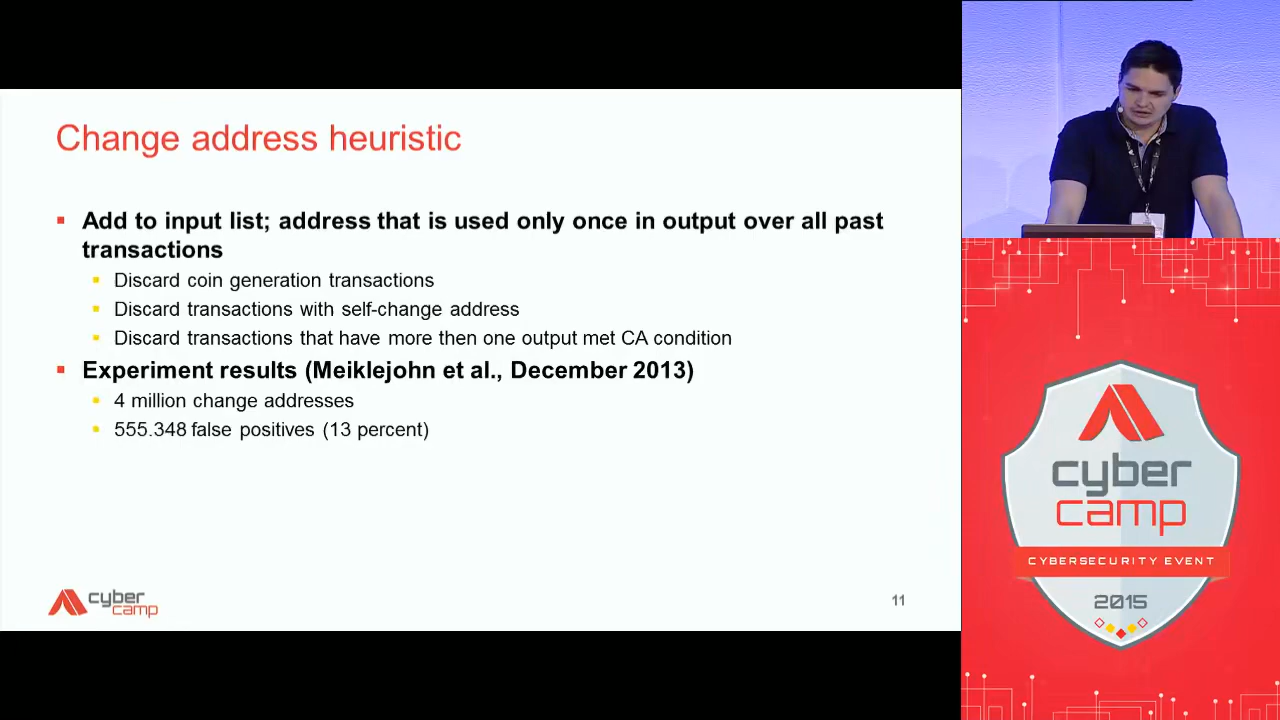 Change address heuristic
Add to input list; address that is used only once in output over all past
transactions
Discard coin generation transactions
Discard transactions with self-change address
Discard transactions that have more then one output met CA condition
Experiment results (Meiklejohn et al., December 2013)
4 million change addresses
555.348 false positives (13 percent)
cyber
camp
11
cyber
camp
CYBERSECURITY EVENT
2015